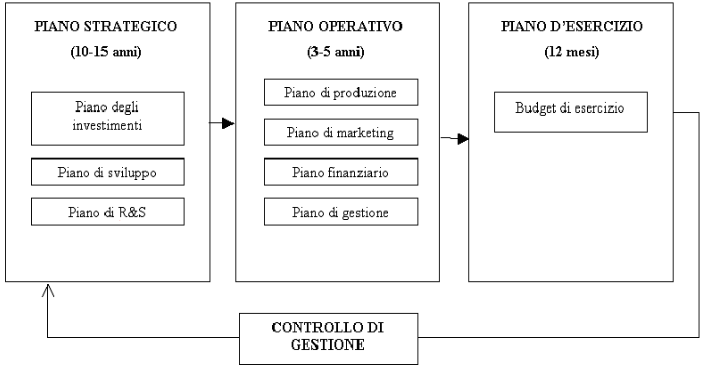 PIANO STRATEGICO
(10-15 anni)
Piano degli
investimenti
Piano di sviluppo
Piano di R&S
PIANO OPERATIVO
(3-5 anni)
Piano di produzione
Piano di marketing
Piano finanziario
Piano di gestione
PIANO D'ESERCIZIO
(12 mesi)
Budget di esercizio
CONTROLLO DI
GESTIONE